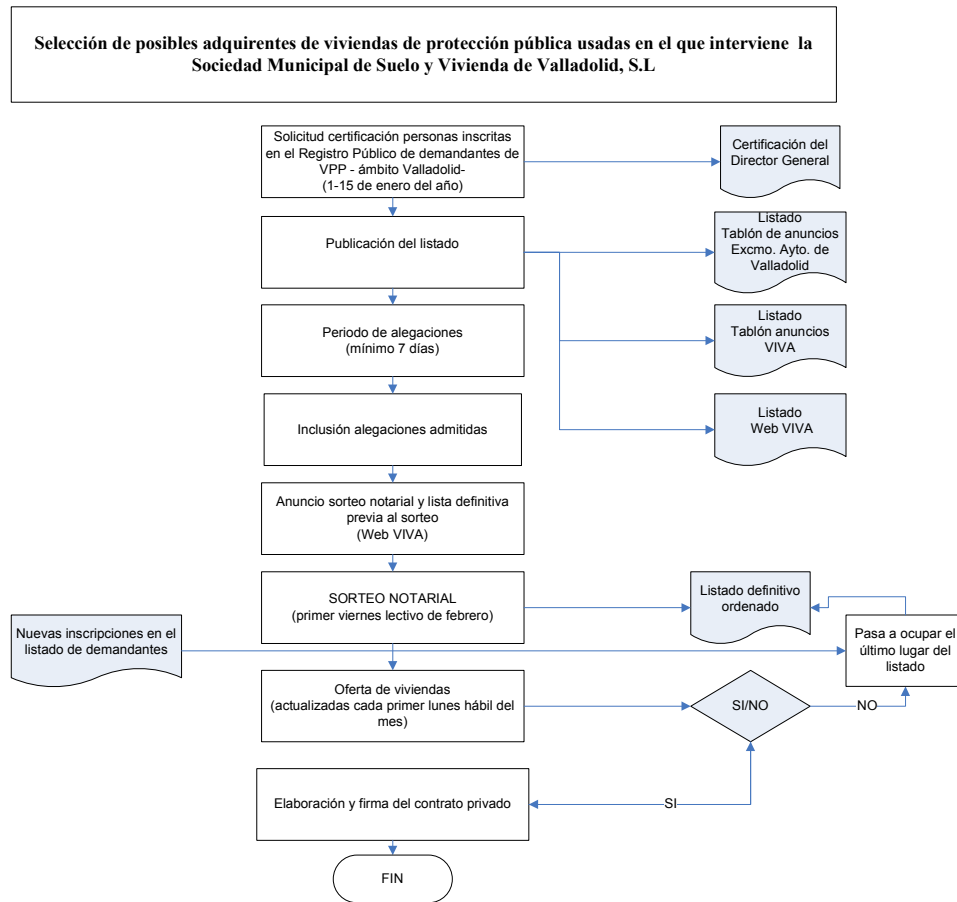 Selección de posibles adquirentes de viviendas de protección pública usadas en el que interviene la
Sociedad Municipal de Suelo y Vivienda de Valladolid, S.L
Solicitud certificación personas inscritas
en el Registro Público de demandantes de
VPP - ámbito Valladolid-
(1-15 de enero del año)
Certificación del
Director General
Publicación del listado
Listado
Tablón de anuncios
Excmo. Ayto. de
Valladolid
Periodo de alegaciones
(mínimo 7 días)
Listado
Tablón anuncios
VIVA
Inclusión alegaciones admitidas
Listado
Web VIVA
Anuncio sorteo notarial y lista definitiva
previa al sorteo
(Web VIVA)
SORTEO NOTARIAL
(primer viernes lectivo de febrero)
Listado definitivo
ordenado
Nuevas inscripciones en el
listado de demandantes
Pasa a ocupar el
último lugar del
listado
Oferta de viviendas
(actualizadas cada primer lunes hábil del
mes)
SI/NO
NO
Elaboración y firma del contrato privado
SI
FIN